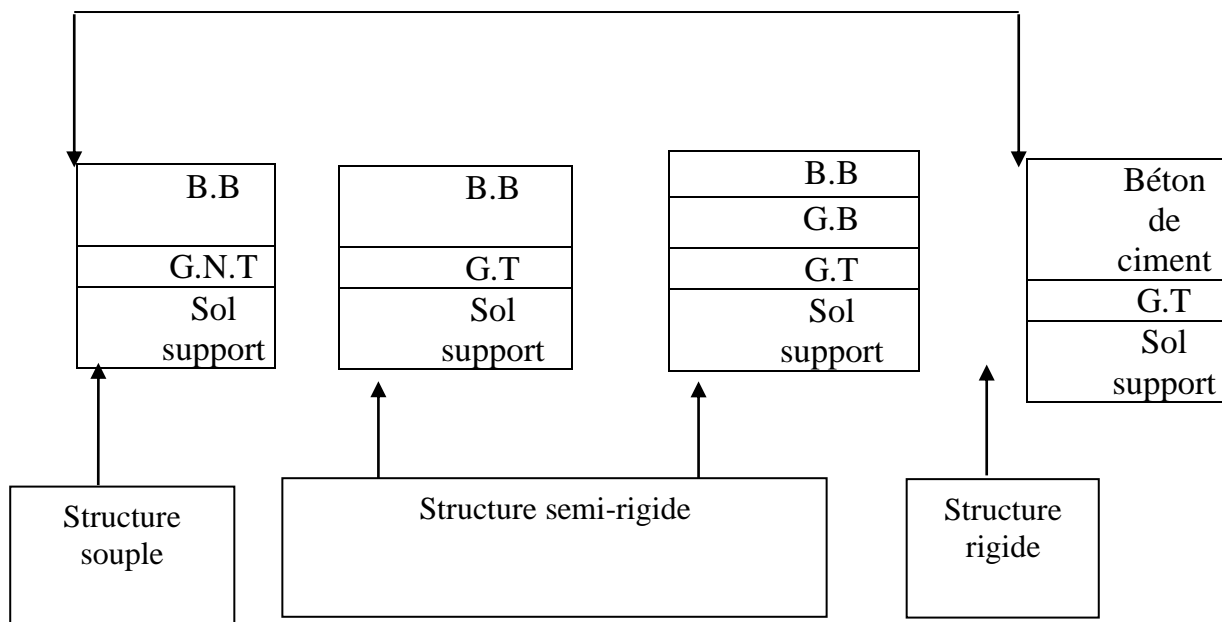 B.B
G.N.T
Sol
support
B.B
G.T
Sol
support
B.B
G.B
G.T
Sol
support
Béton
de
ciment
G.T
Sol
support
Structure
souple
Structure semi-rigide
Structure
rigide